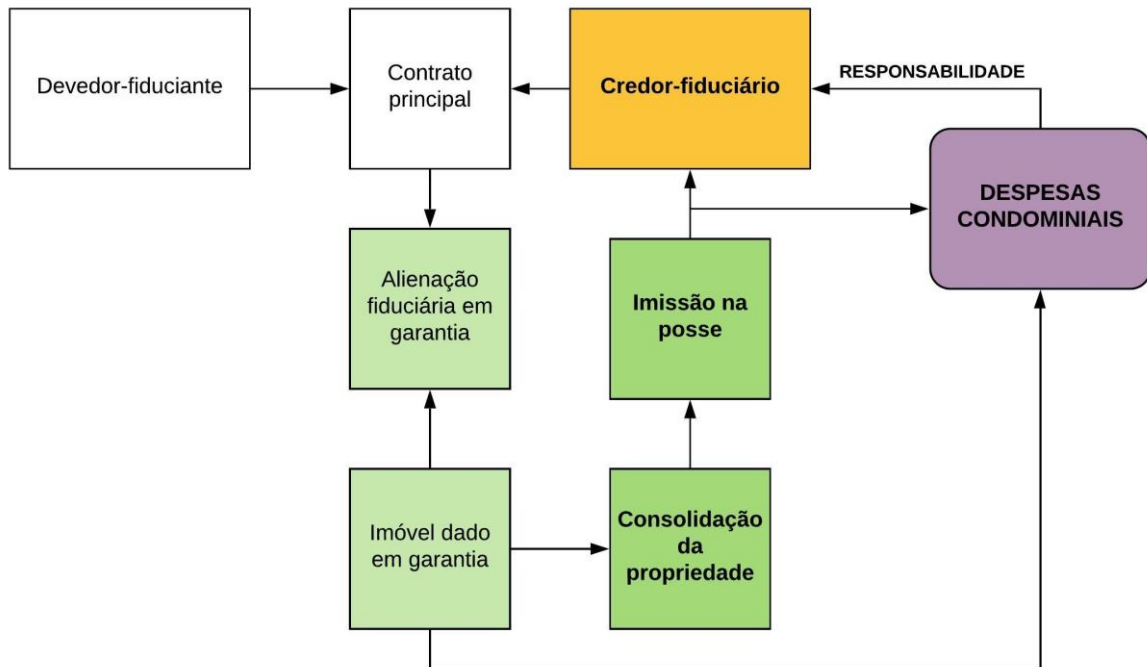 Devedor-fiduciante
Contrato
principal
Credor-fiduciário
RESPONSABILIDADE
DESPESAS
CONDOMINIAIS
Alienação
fiduciária em
garantia
Imissão na
posse
Imóvel dado
em garantia
Consolidação
da
propriedade